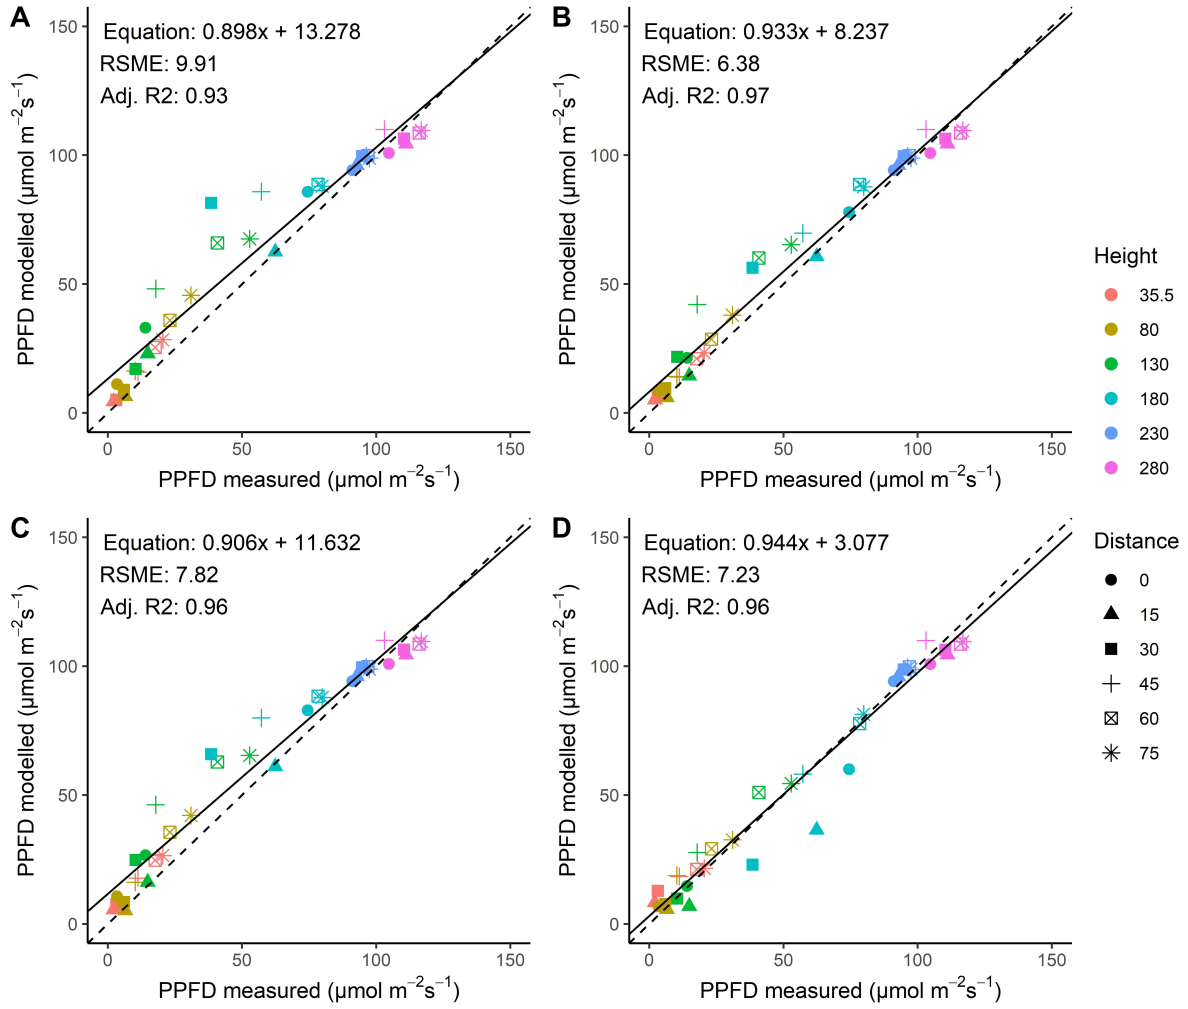 A
Equation: 0.898x + 13.278
RSME: 9.91
Adj. R2: 0.93
PPFD modelled (μmol m⁻²s⁻¹)
150
100
50
0
0 50 100 150
PPFD measured (μmol m⁻²s⁻¹)
B
Equation: 0.933x + 8.237
RSME: 6.38
Adj. R2: 0.97
PPFD modelled (μmol m⁻²s⁻¹)
150
100
50
0
0 50 100 150
PPFD measured (μmol m⁻²s⁻¹)
C
Equation: 0.906x + 11.632
RSME: 7.82
Adj. R2: 0.96
PPFD modelled (μmol m⁻²s⁻¹)
150
100
50
0
0 50 100 150
PPFD measured (μmol m⁻²s⁻¹)
D
Equation: 0.944x + 3.077
RSME: 7.23
Adj. R2: 0.96
PPFD modelled (μmol m⁻²s⁻¹)
150
100
50
0
0 50 100 150
PPFD measured (μmol m⁻²s⁻¹)
Height
35.5
80
130
180
230
280
Distance
0
15
30
45
60
75